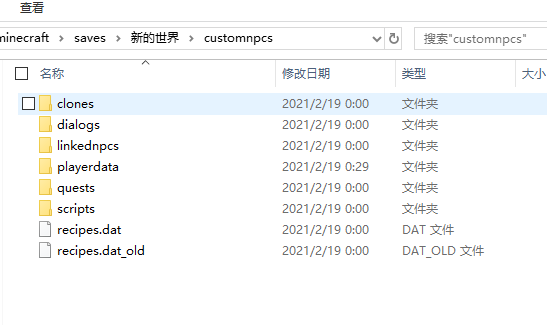 查看
minecraft > saves > 新的世界 > customnpcs
搜索"customnpcs"
名称 修改日期 类型 大小
clones 2021/2/19 0:00 文件夹
dialogs 2021/2/19 0:00 文件夹
linkednpcs 2021/2/19 0:00 文件夹
playerdata 2021/2/19 0:29 文件夹
quests 2021/2/19 0:00 文件夹
scripts 2021/2/19 0:00 文件夹
recipes.dat 2021/2/19 0:00 DAT 文件
recipes.dat_old 2021/2/19 0:00 DAT_OLD 文件